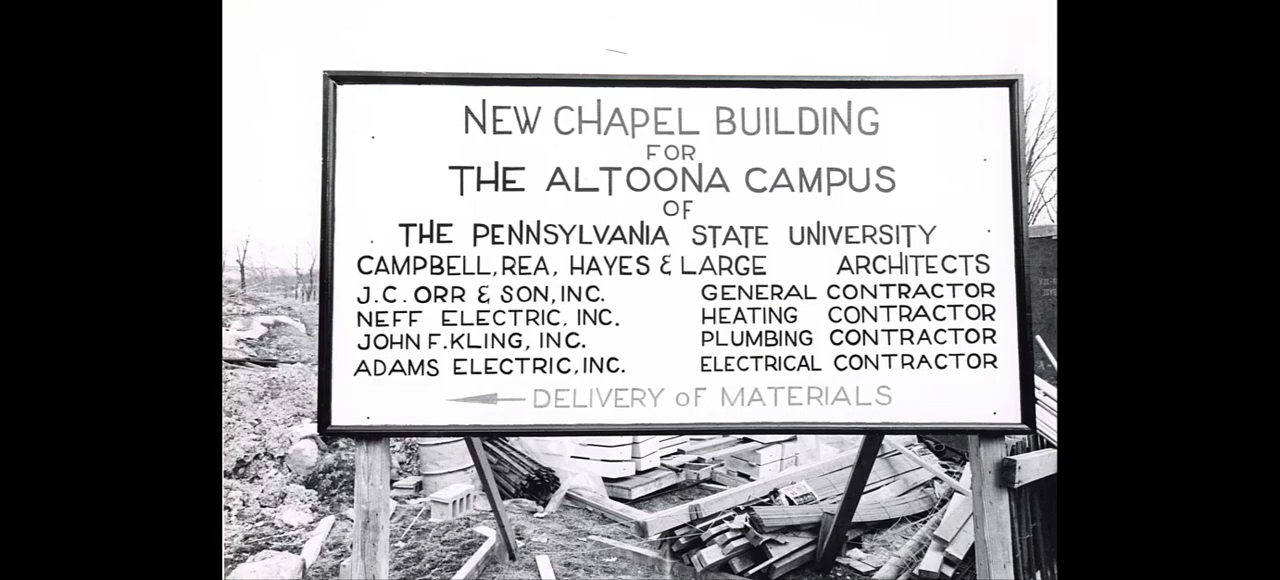 NEW CHAPEL BUILDING
FOR
THE ALTOONA CAMPUS
OF
THE PENNSYLVANIA STATE UNIVERSITY
CAMPBELL, REA, HAYES & LARGE ARCHITECTS
J.C. ORR & SON, INC. GENERAL CONTRACTOR
NEFF ELECTRIC, INC. HEATING CONTRACTOR
JOHN F. KLING, INC. PLUMBING CONTRACTOR
ADAMS ELECTRIC, INC. ELECTRICAL CONTRACTOR
DELIVERY OF MATERIALS